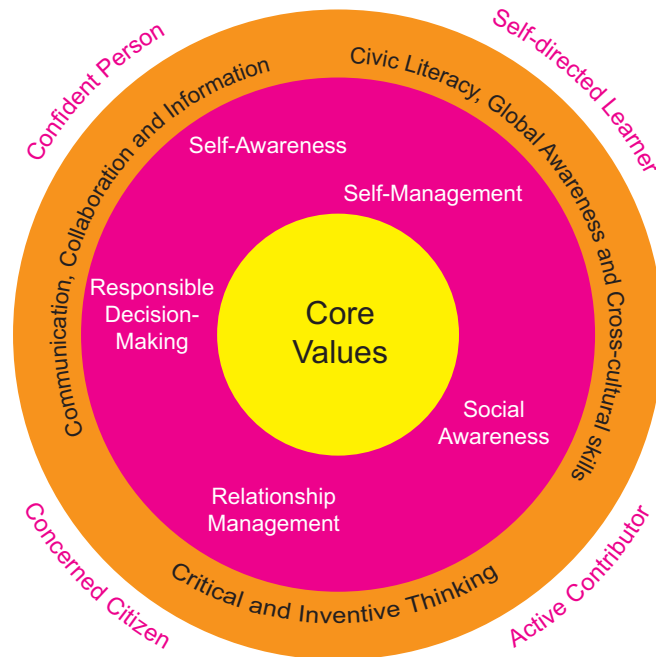 Confident Person
Self-directed Learner
Communication, Collaboration and Information
Civic Literacy, Global Awareness and Cross-cultural skills
Self-Awareness
Self-Management
Responsible
Decision-
Making
Core
Values
Social
Awareness
Relationship
Management
Critical and Inventive Thinking
Concerned Citizen
Active Contributor